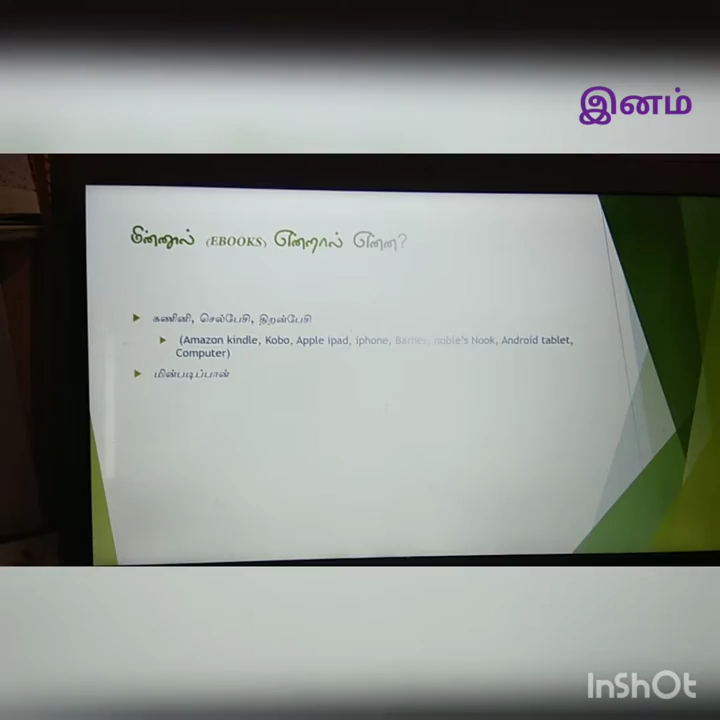 இனம்
மின்னூல் (EBOOKS) என்றால் என்ன?
கணினி, செல்பேசி, திறன்பேசி
(Amazon kindle, Kobo, Apple ipad, iphone, Barnes noble's Nook, Android tablet,
Computer)
மின்படிப்பான்
InShOt